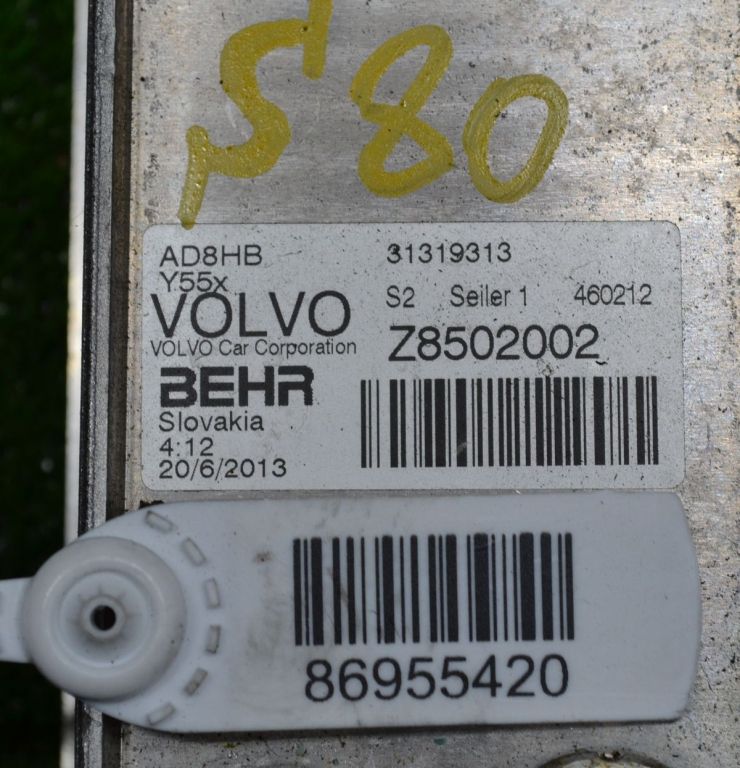 S80
AD8HB 31319313
Y55x
S2 Seiler 1 460212
VOLVO
VOLVO Car Corporation
Z8502002
BEHR
Slovakia
4:12
20/6/2013
86955420